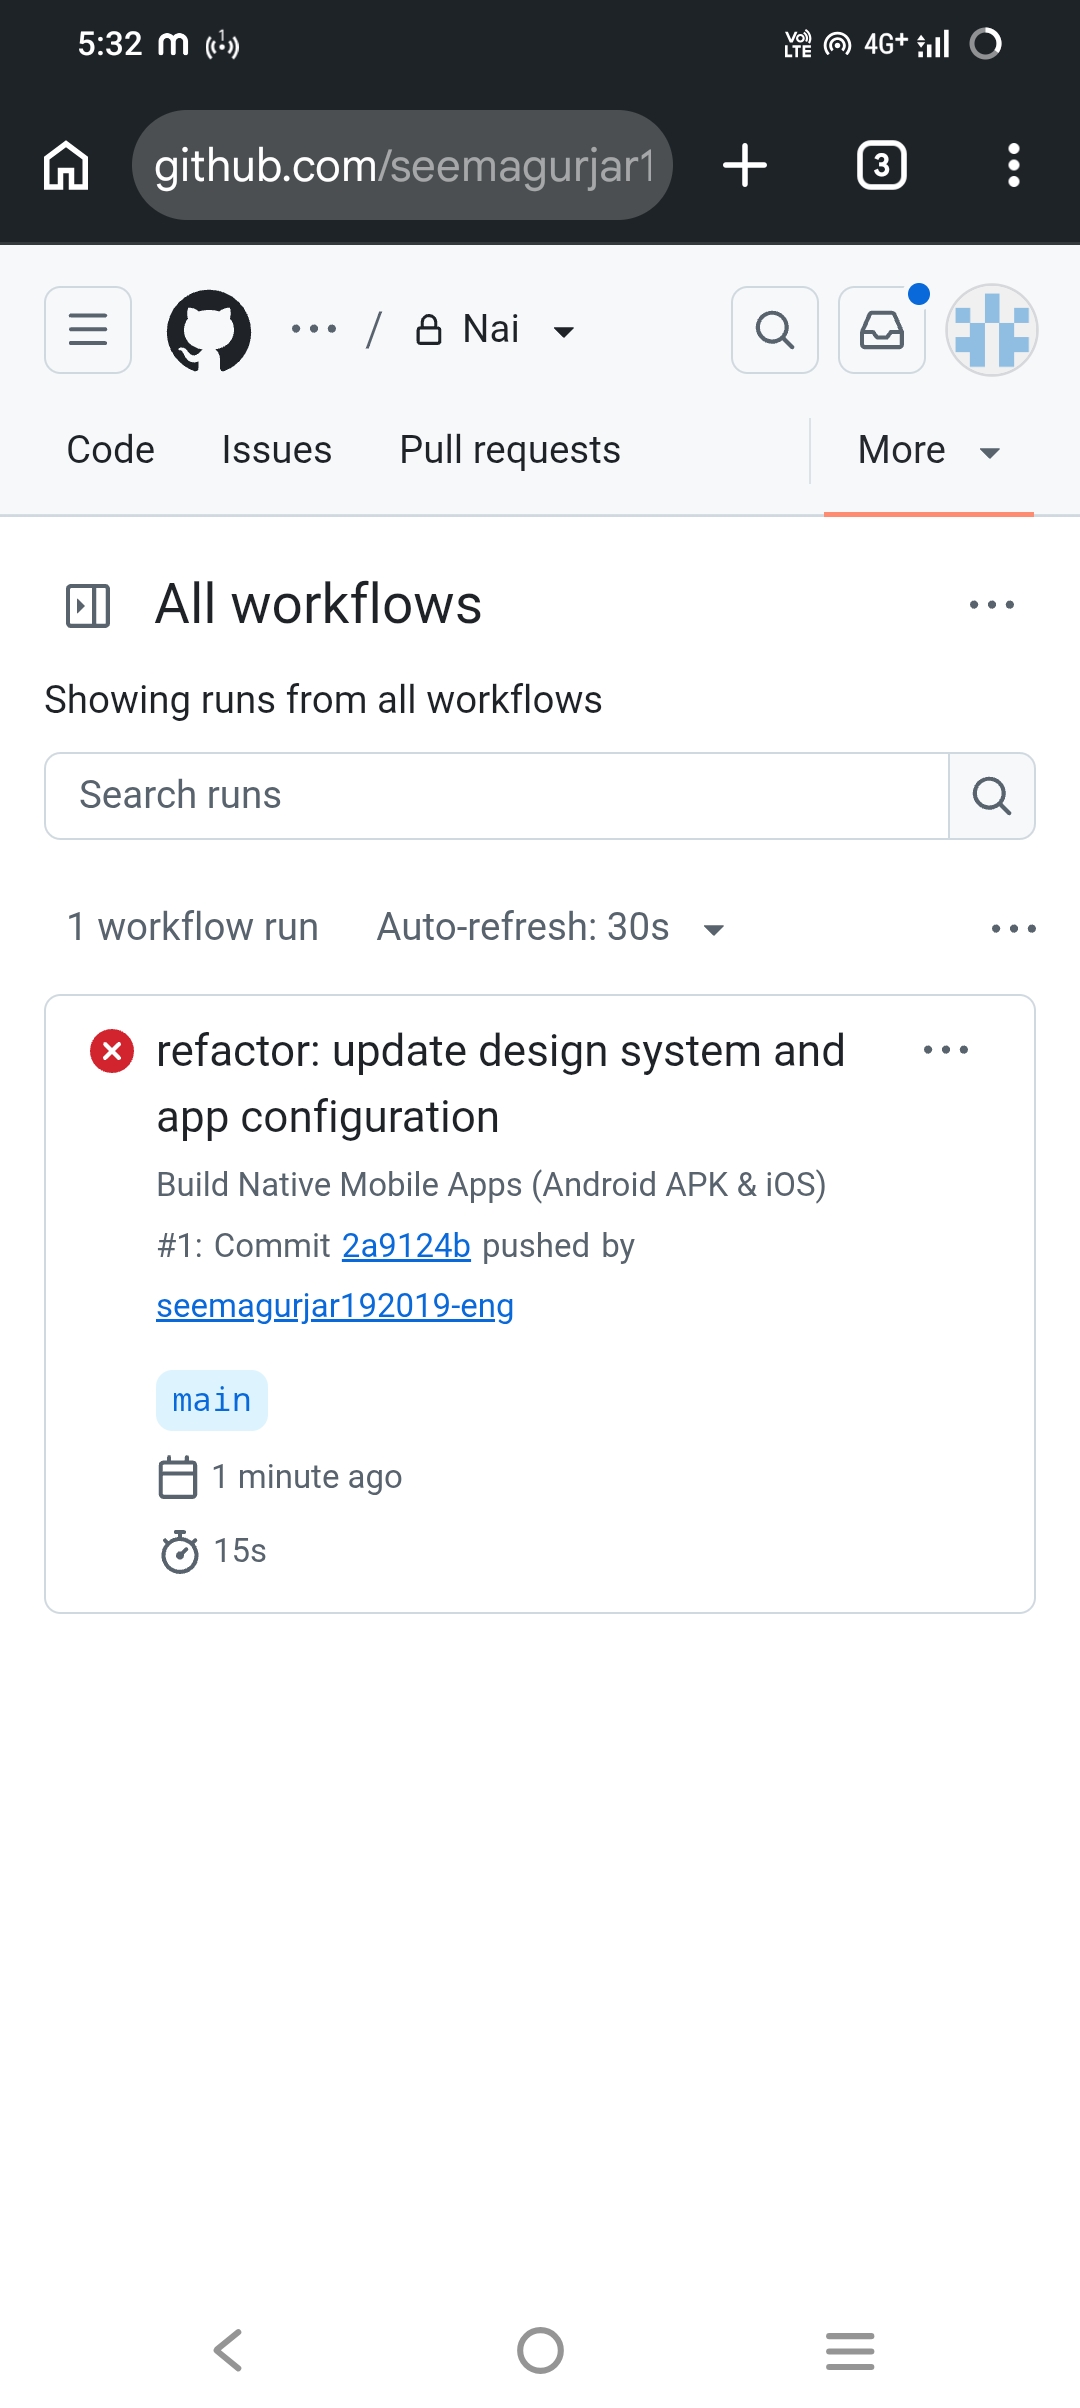 5:32
VoLTE 4G+
github.com/seemagurjar1
3
/ Nai
Code Issues Pull requests More
All workflows
Showing runs from all workflows
Search runs
1 workflow run Auto-refresh: 30s
refactor: update design system and
app configuration
Build Native Mobile Apps (Android APK & iOS)
#1: Commit 2a9124b pushed by
seemagurjar192019-eng
main
1 minute ago
15s